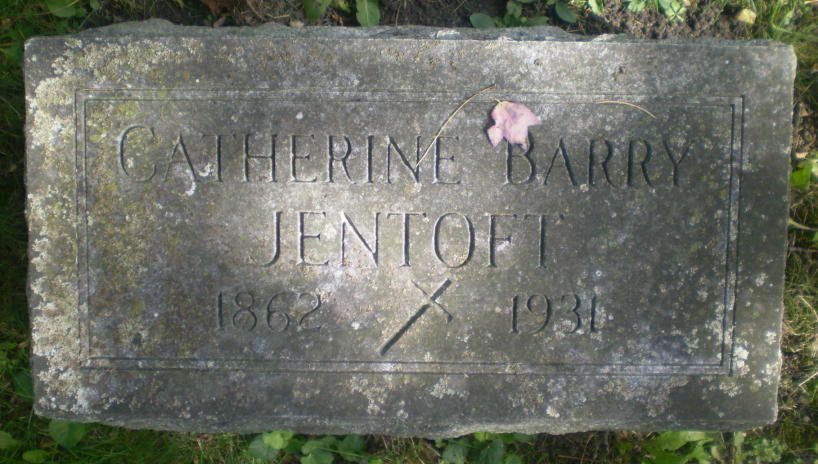 CATHERINE BARRY
JENTOFT
1862 1931